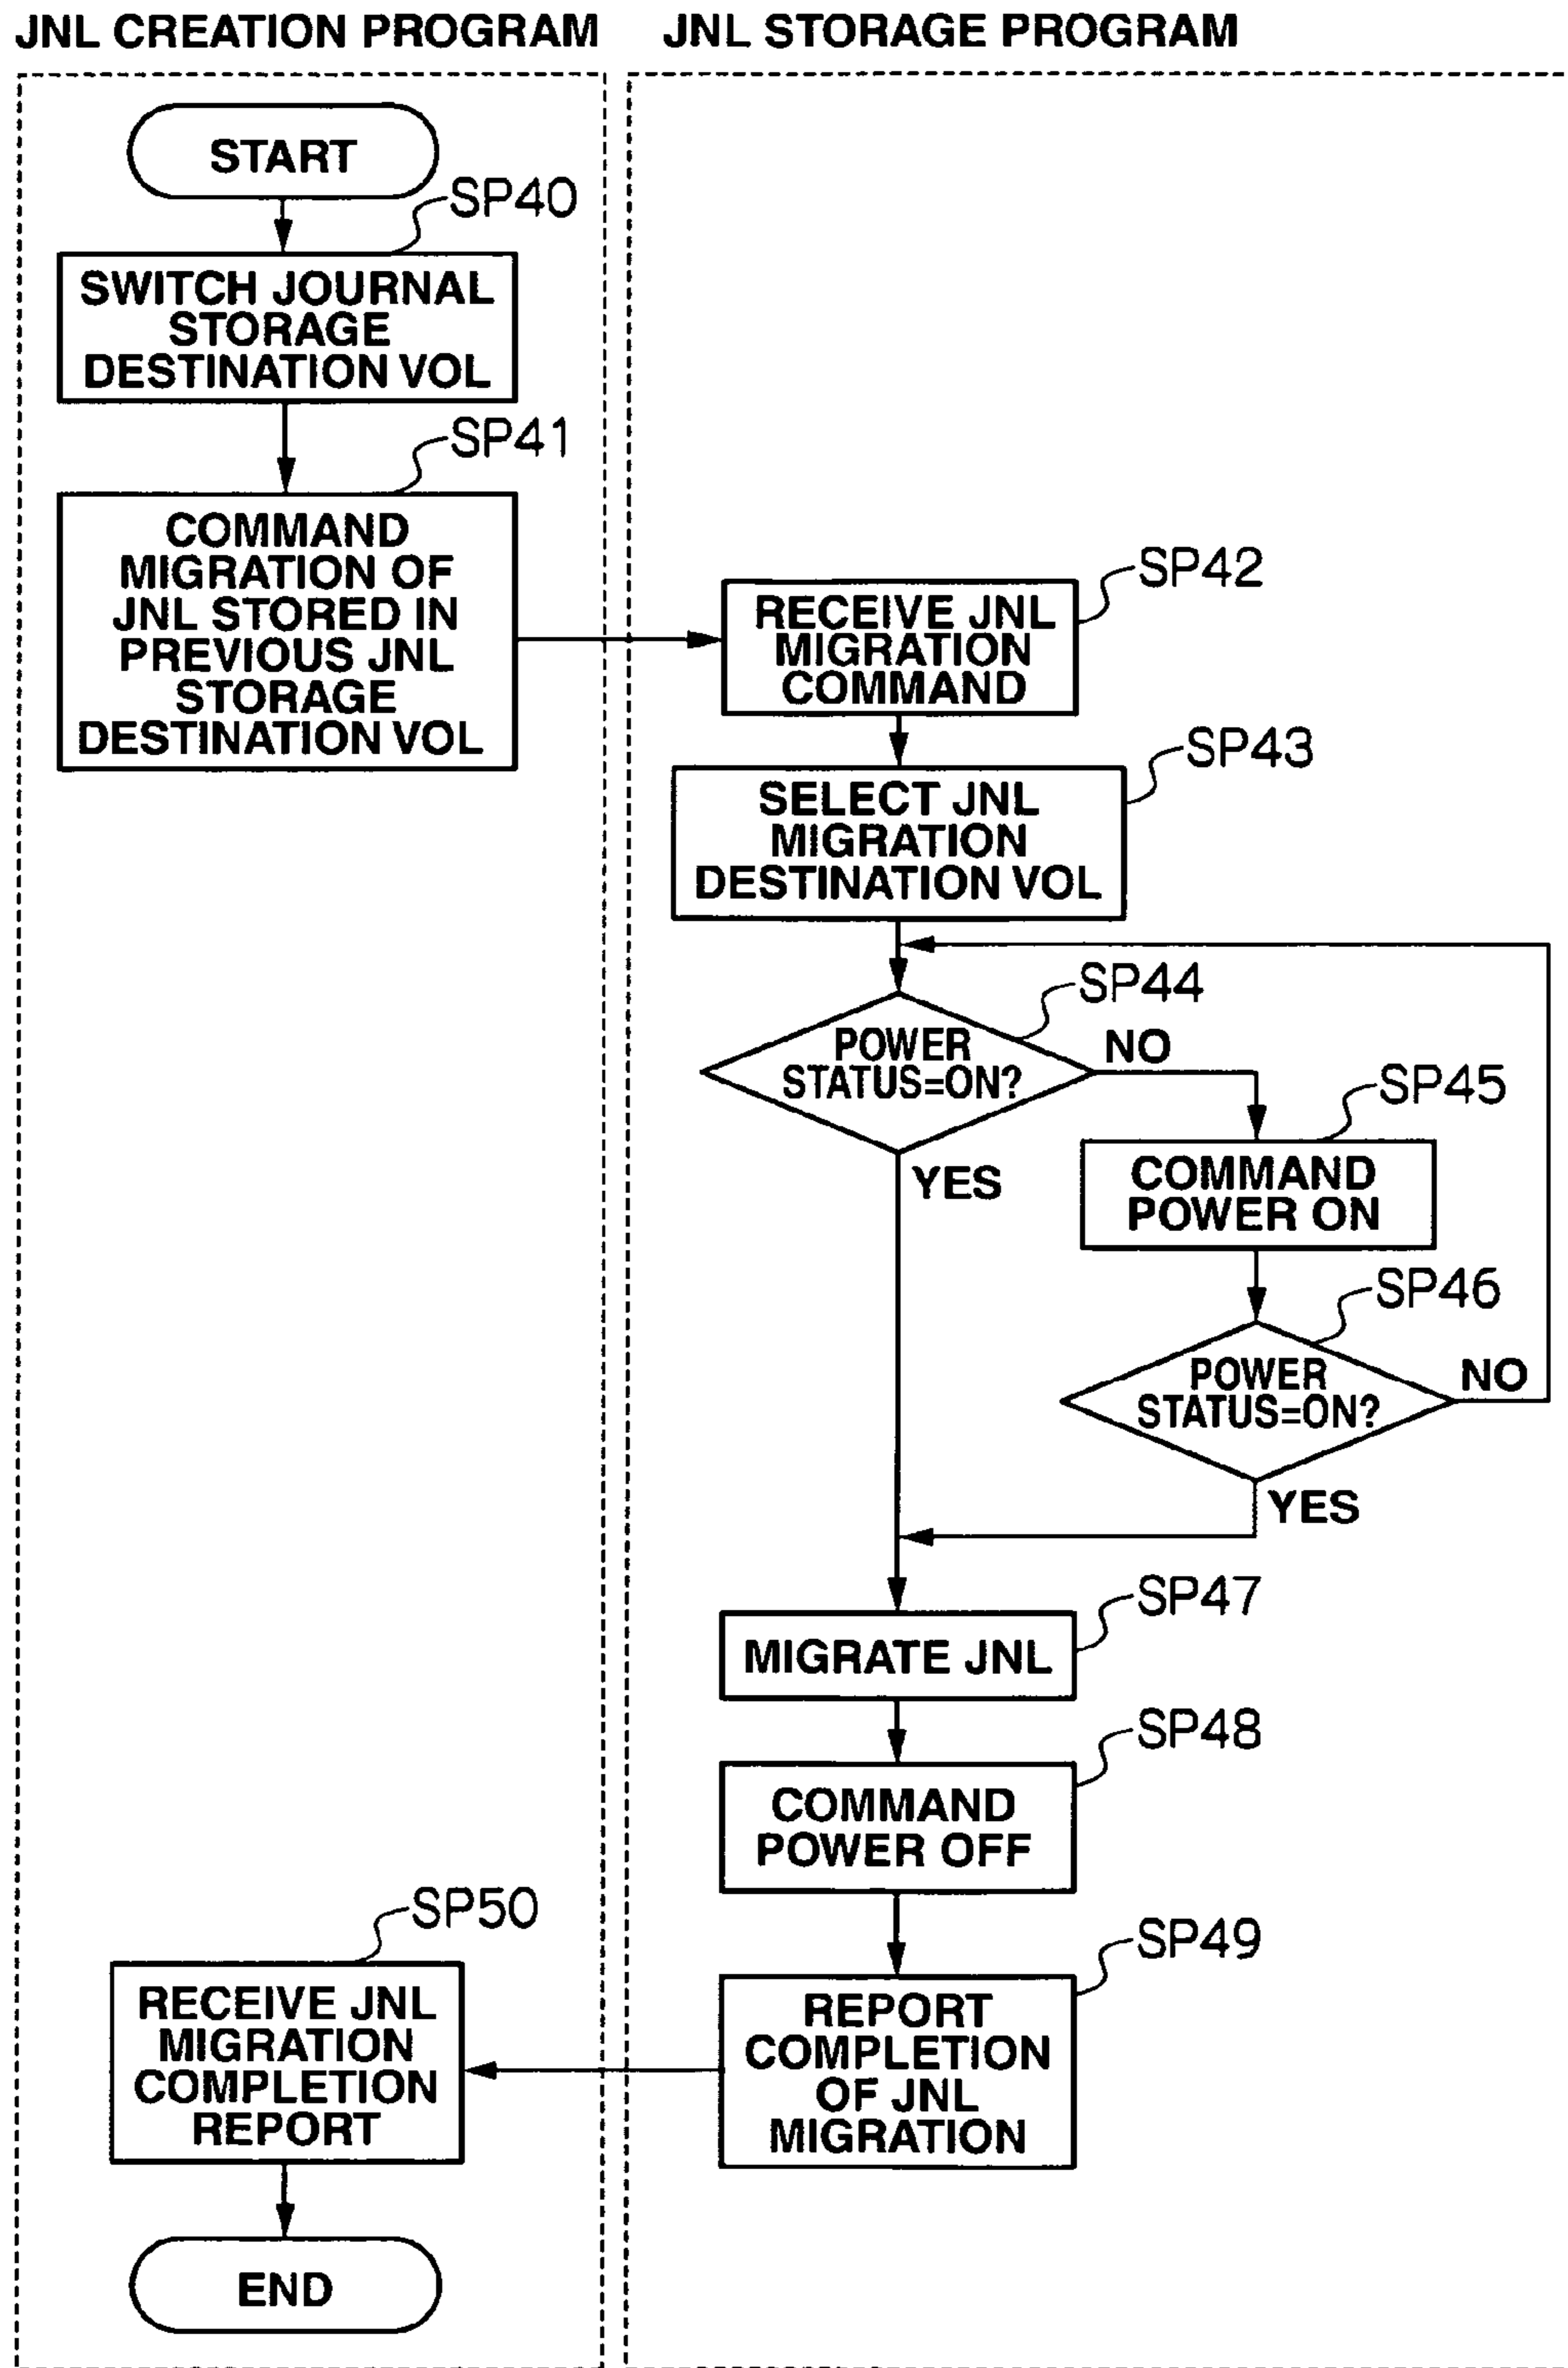 JNL CREATION PROGRAM
JNL STORAGE PROGRAM
START
SP40
SWITCH JOURNAL
STORAGE
DESTINATION VOL
SP41
COMMAND
MIGRATION OF
JNL STORED IN
PREVIOUS JNL
STORAGE
DESTINATION VOL
SP42
RECEIVE JNL
MIGRATION
COMMAND
SP43
SELECT JNL
MIGRATION
DESTINATION VOL
SP44
POWER
STATUS=ON?
NO
YES
SP45
COMMAND
POWER ON
SP46
POWER
STATUS=ON?
NO
YES
SP47
MIGRATE JNL
SP48
COMMAND
POWER OFF
SP49
REPORT
COMPLETION
OF JNL
MIGRATION
SP50
RECEIVE JNL
MIGRATION
COMPLETION
REPORT
END